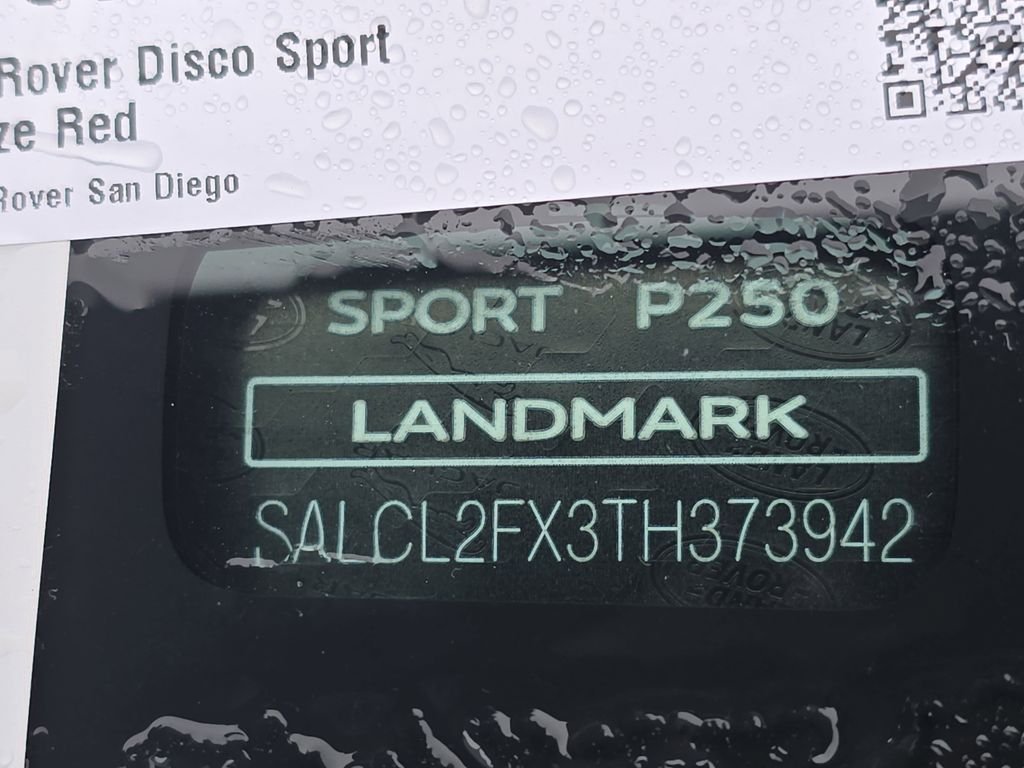 Rover Disco Sport
ze Red
Rover San Diego
SPORT P250
LANDMARK
SALCL2FX3TH373942